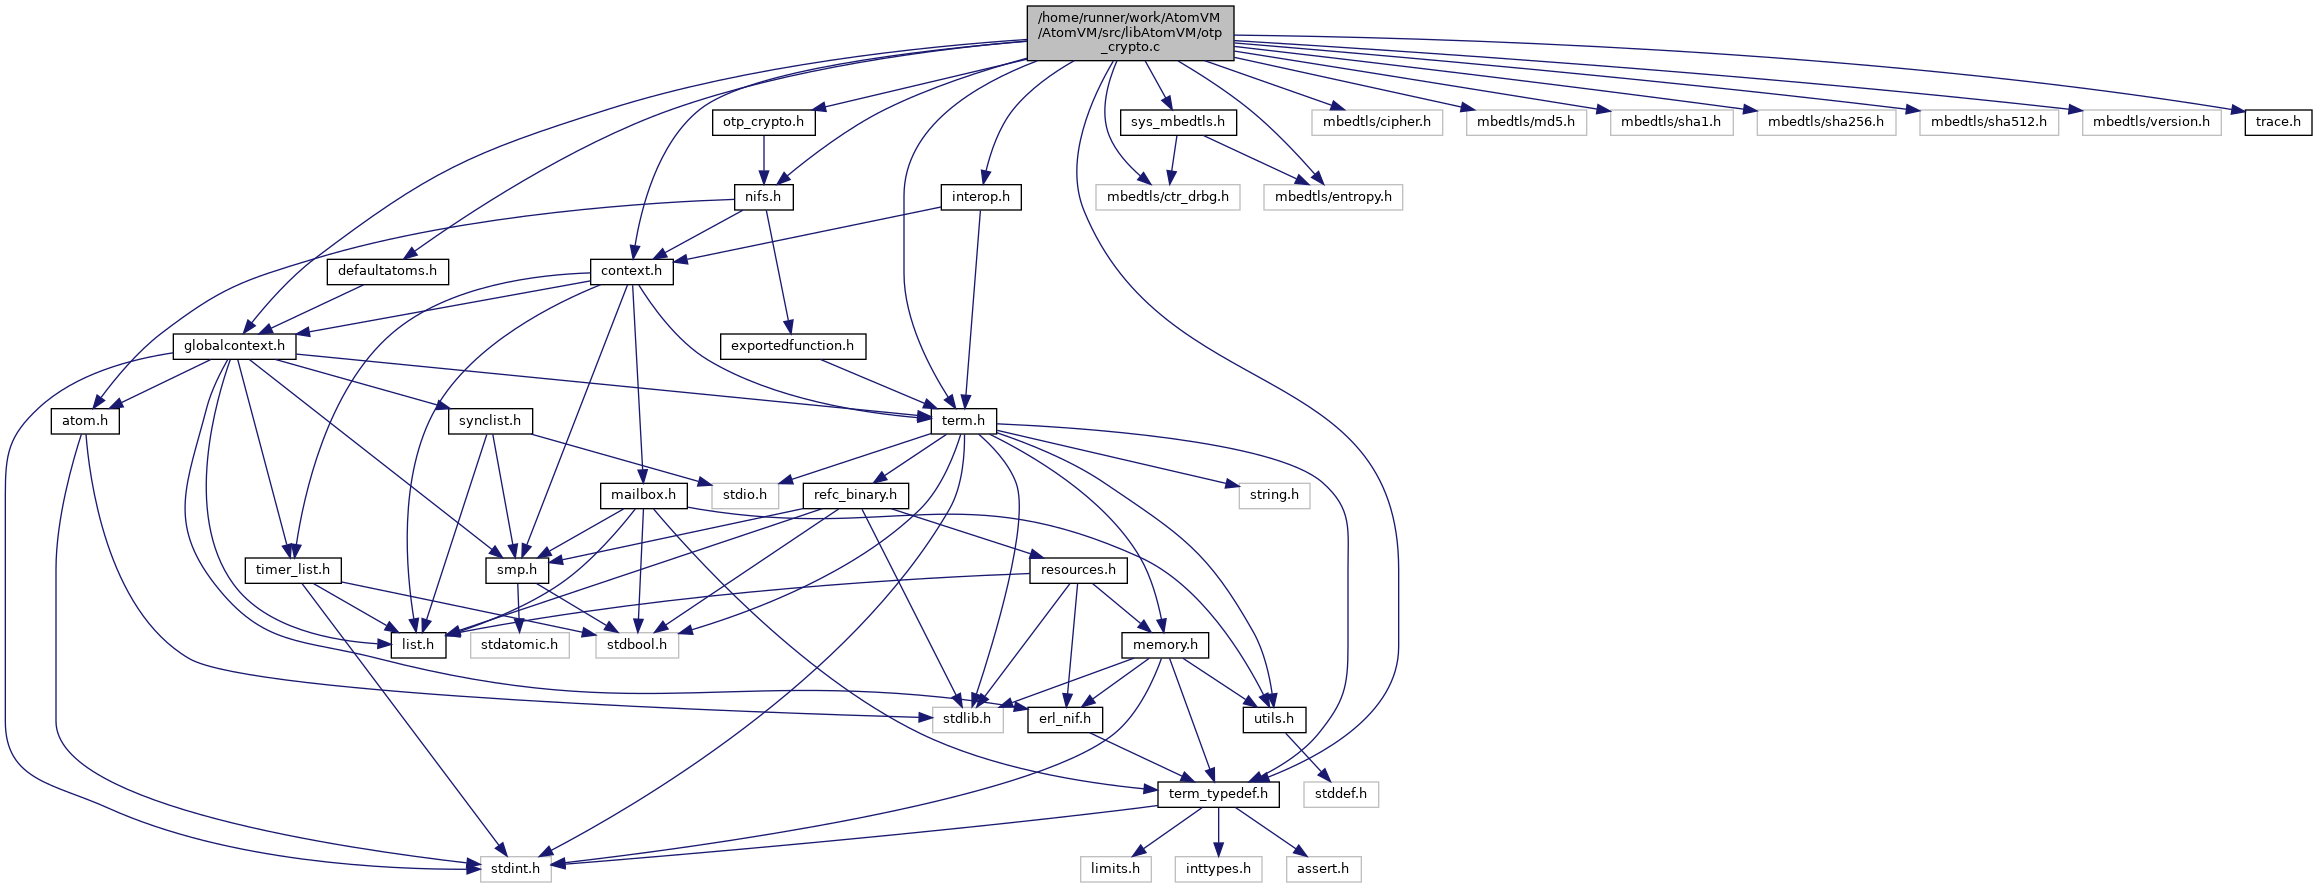 /home/runner/work/AtomVM
/AtomVM/src/libAtomVM/otp
_crypto.c
otp_crypto.h
sys_mbedtls.h
mbedtls/cipher.h
mbedtls/md5.h
mbedtls/sha1.h
mbedtls/sha256.h
mbedtls/sha512.h
mbedtls/version.h
trace.h
nifs.h
interop.h
mbedtls/ctr_drbg.h
mbedtls/entropy.h
defaultatoms.h
context.h
globalcontext.h
exportedfunction.h
atom.h
synclist.h
term.h
mailbox.h
stdio.h
refc_binary.h
string.h
timer_list.h
smp.h
resources.h
list.h
stdatomic.h
stdbool.h
memory.h
stdlib.h
erl_nif.h
utils.h
term_typedef.h
stddef.h
stdint.h
limits.h
inttypes.h
assert.h